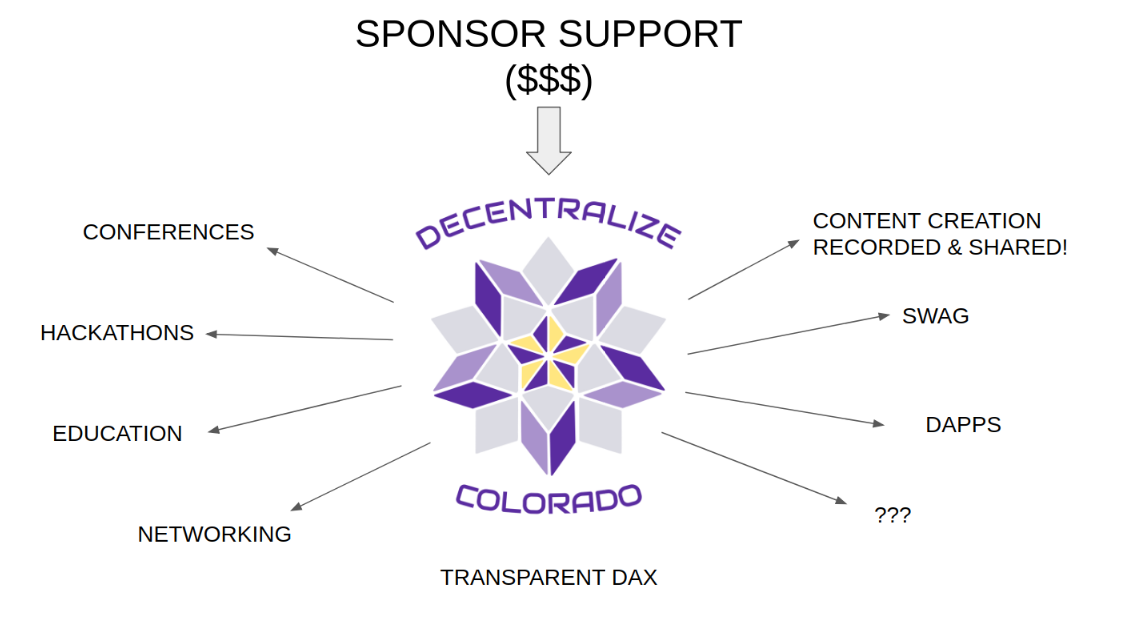 SPONSOR SUPPORT
($$$)
DECENTRALIZE
CONFERENCES
HACKATHONS
EDUCATION
NETWORKING
CONTENT CREATION
RECORDED & SHARED!
SWAG
DAPPS
???
COLORADO
TRANSPARENT DAX